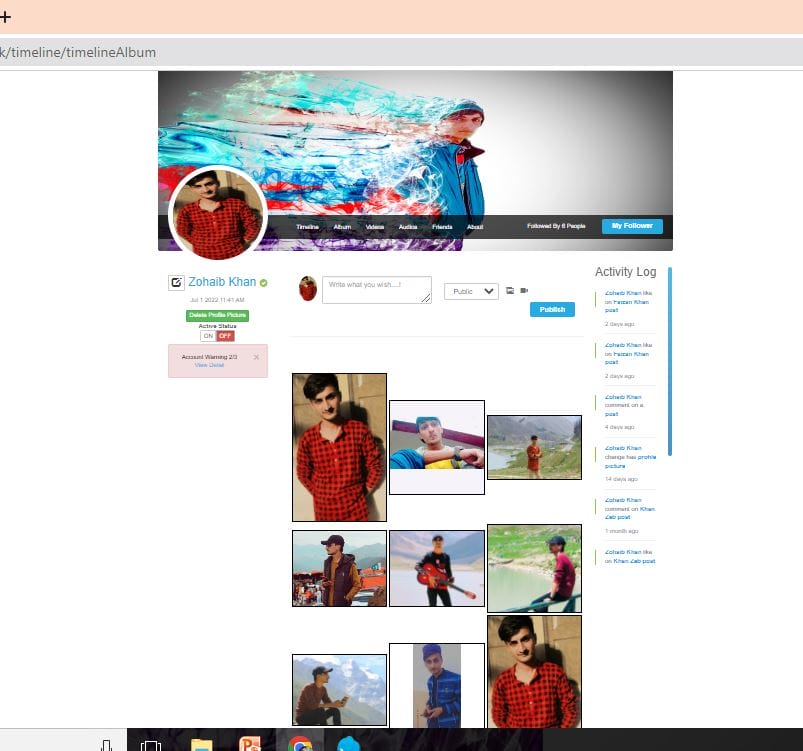 k/timeline/timelineAlbum
Timeline Album Videos Audios Friends About
Followed By 6 People
My Follower
Zohaib Khan
Jul 1 2022 11:41 AM
Delete Profile Picture
Active Status
ON OFF
Account Warning 2/3 ×
View Detail
Write what you wish....!
Public
Publish
Activity Log
Zohaib Khan like
on Faizan Khan
post
2 days ago
Zohaib Khan like
on Faizan Khan
post
2 days ago
Zohaib Khan
comment on a
post
4 days ago
Zohaib Khan
change has profile
picture
14 days ago
Zohaib Khan
comment on Khan
Zab post
1 month ago
Zohaib Khan like
on Khan Zab post